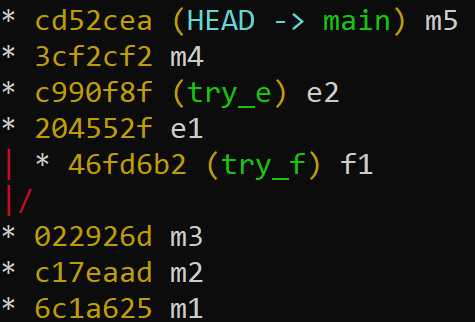 * cd52cea (HEAD -> main) m5
* 3cf2cf2 m4
* c990f8f (try_e) e2
* 204552f e1
| * 46fd6b2 (try_f) f1
|/
* 022926d m3
* c17eaad m2
* 6c1a625 m1